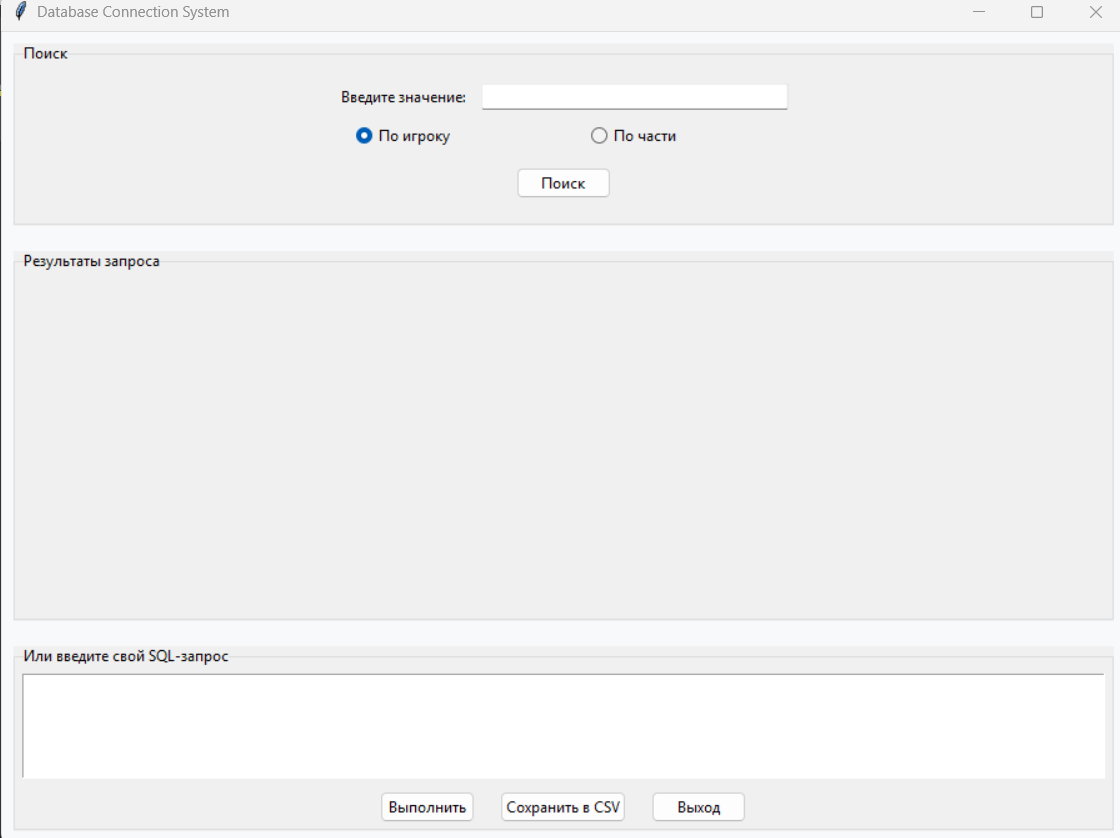 Database Connection System
Поиск
Введите значение:
По игроку По части
Поиск
Результаты запроса
Или введите свой SQL-запрос
Выполнить Сохранить в CSV Выход